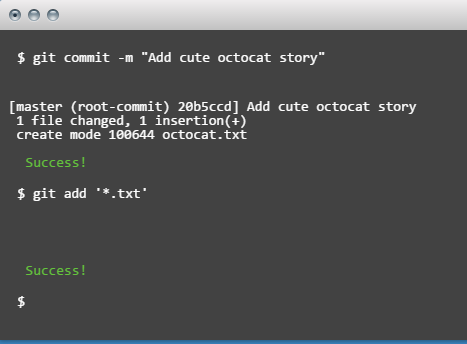 $ git commit -m "Add cute octocat story"
[master (root-commit) 20b5ccd] Add cute octocat story
1 file changed, 1 insertion(+)
create mode 100644 octocat.txt
Success!
$ git add '*.txt'
Success!
$